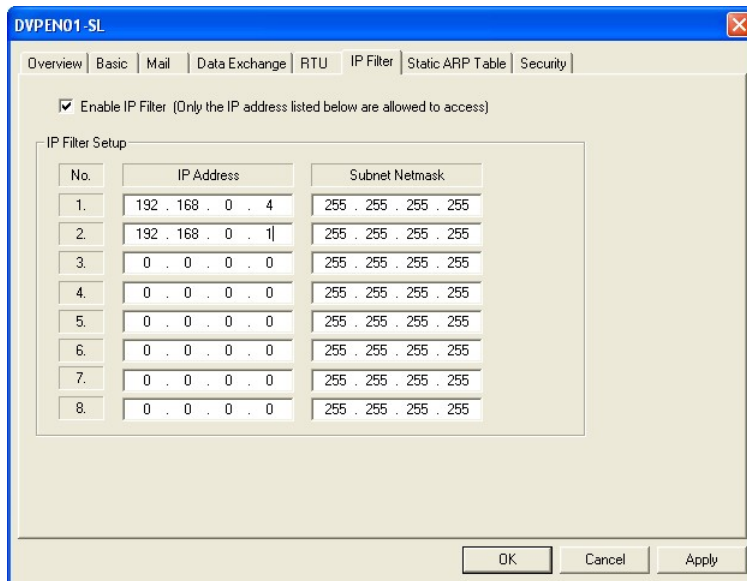 DVPEN01-SL
Overview Basic Mail Data Exchange RTU IP Filter Static ARP Table Security
Enable IP Filter (Only the IP address listed below are allowed to access)
IP Filter Setup
No. IP Address Subnet Netmask
1. 192 . 168 . 0 . 4 255 . 255 . 255 . 255
2. 192 . 168 . 0 . 1 255 . 255 . 255 . 255
3. 0 . 0 . 0 . 0 255 . 255 . 255 . 255
4. 0 . 0 . 0 . 0 255 . 255 . 255 . 255
5. 0 . 0 . 0 . 0 255 . 255 . 255 . 255
6. 0 . 0 . 0 . 0 255 . 255 . 255 . 255
7. 0 . 0 . 0 . 0 255 . 255 . 255 . 255
8. 0 . 0 . 0 . 0 255 . 255 . 255 . 255
OK Cancel Apply